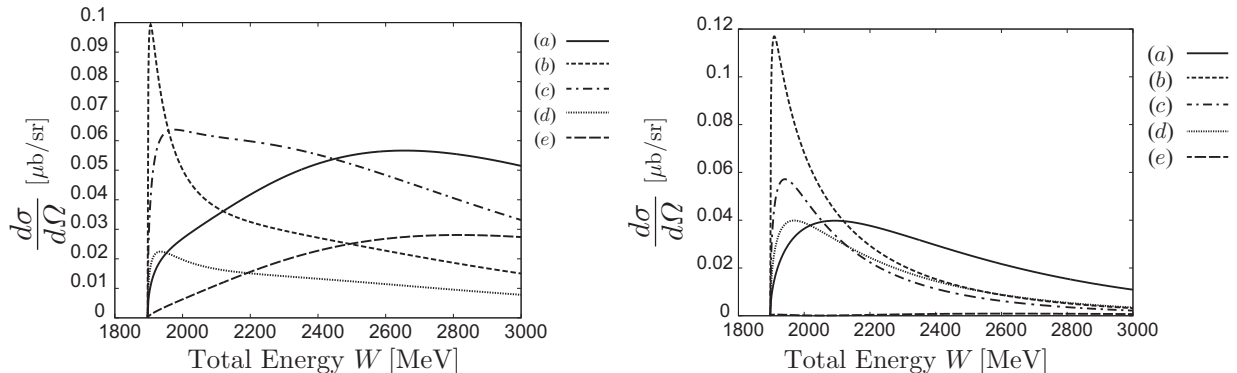 0.1
0.09
0.08
0.07
0.06
0.05
0.04
0.03
0.02
0.01
0
1800 2000 2200 2400 2600 2800 3000
dσ/dΩ [μb/sr]
Total Energy W [MeV]
(a)
(b)
(c)
(d)
(e)
0.12
0.1
0.08
0.06
0.04
0.02
0
1800 2000 2200 2400 2600 2800 3000
dσ/dΩ [μb/sr]
Total Energy W [MeV]
(a)
(b)
(c)
(d)
(e)